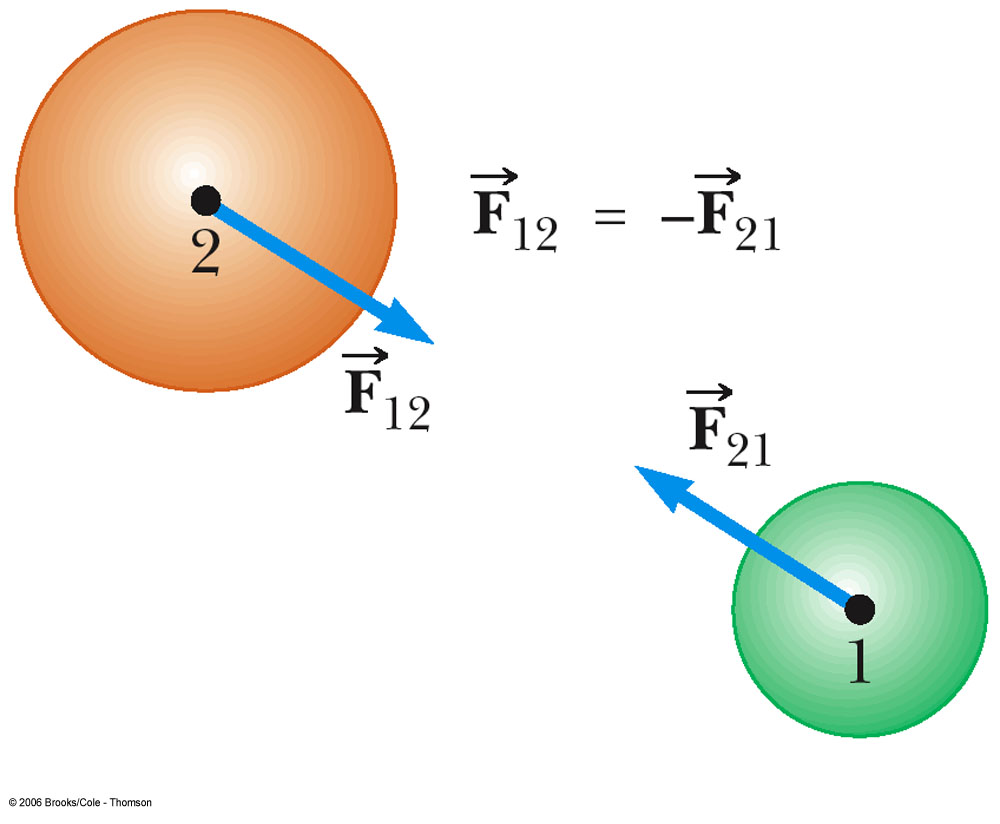 2
F⃗₁₂ = –F⃗₂₁
F⃗₁₂
F⃗₂₁
1
© 2006 Brooks/Cole - Thomson